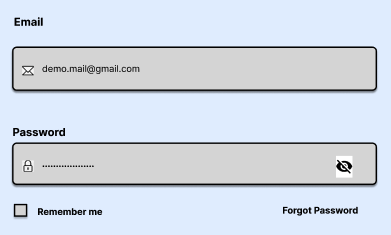 Email
demo.mail@gmail.com
Password
••••••••••••••••••
Remember me
Forgot Password